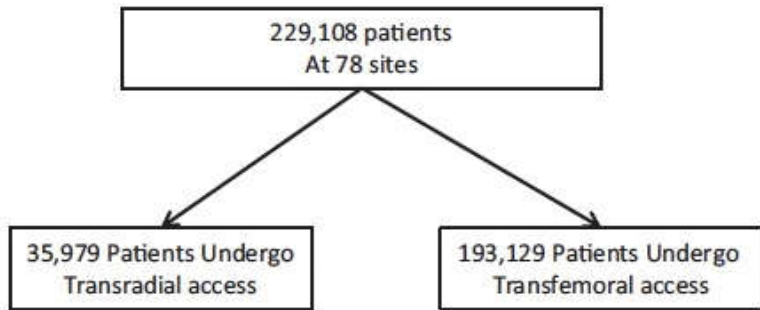 229,108 patients
At 78 sites
35,979 Patients Undergo
Transradial access
193,129 Patients Undergo
Transfemoral access